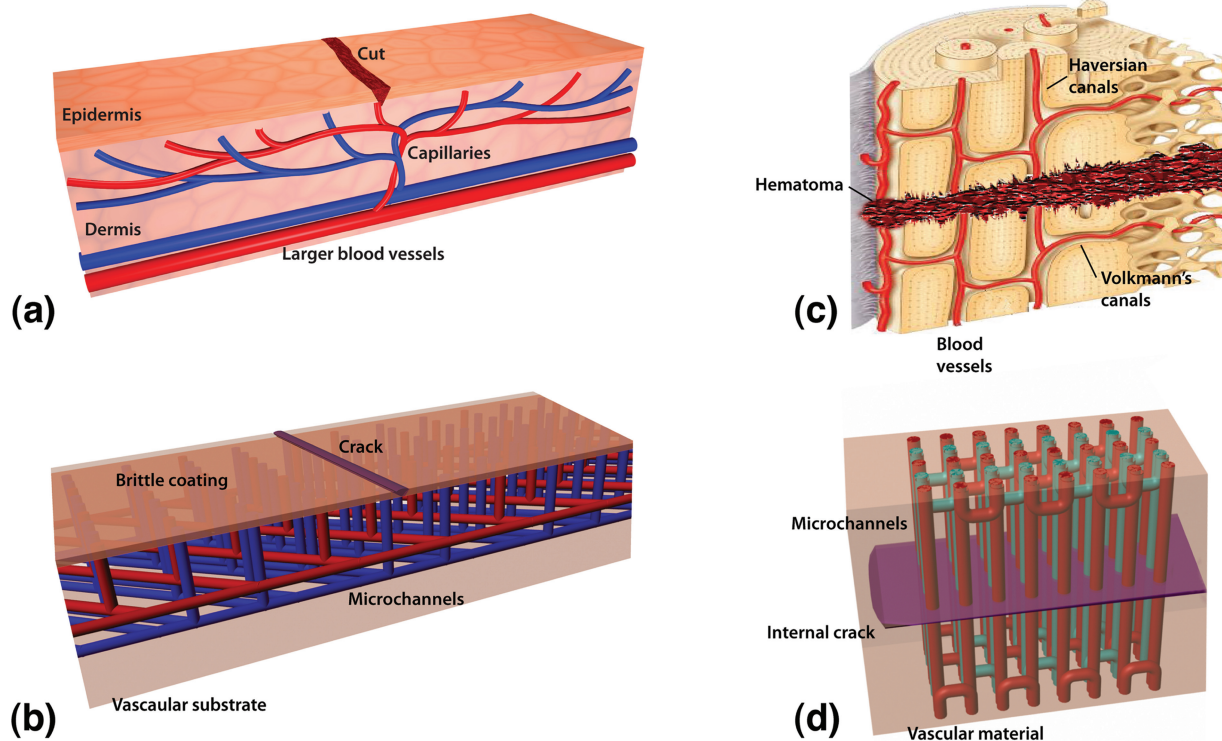 Cut
Epidermis
Capillaries
Dermis
Larger blood vessels
(a)
Haversian
canals
Hematoma
Volkmann's
canals
(c)
Blood
vessels
Crack
Brittle coating
Microchannels
Vascaular substrate
(b)
Microchannels
Internal crack
Vascular material
(d)